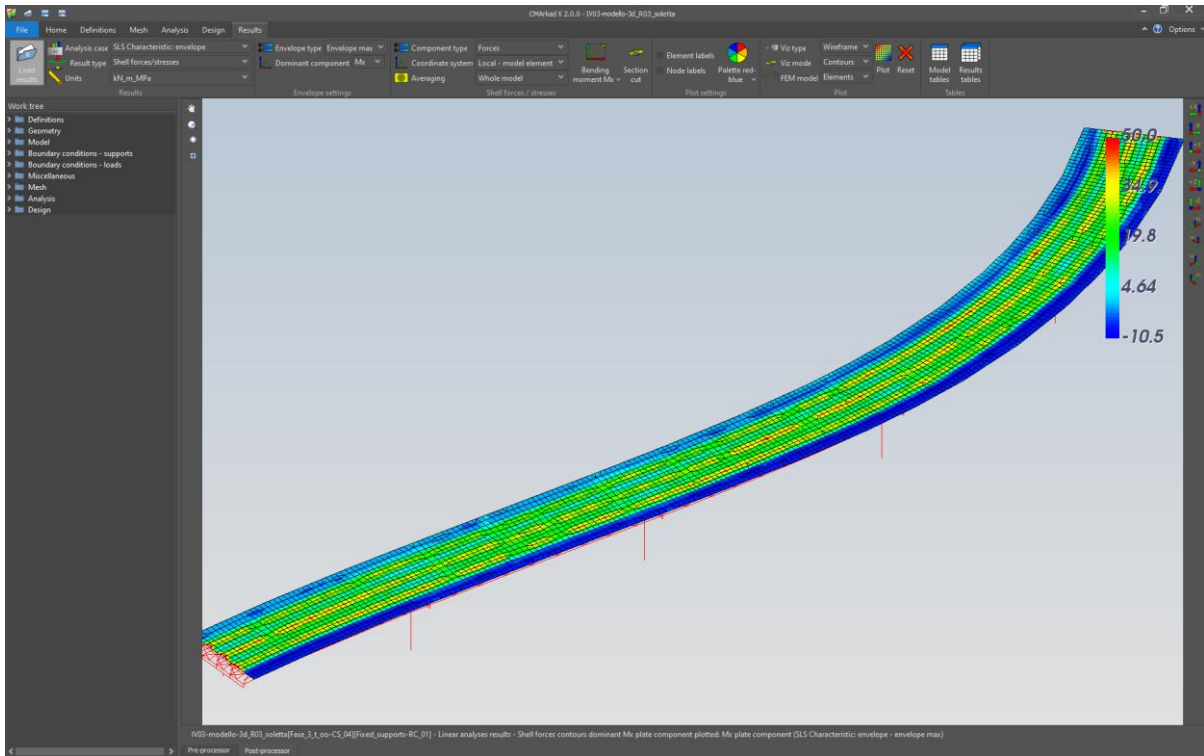 CMArkad X 2.0.0 - IV03-modello-3d_R03_soletta
File Home Definitions Mesh Analysis Design Results Options
Load results
Analysis case SLS Characteristic: envelope
Result type Shell forces/stresses
Units kN_m_MPa
Results
Envelope type Envelope max
Dominant component Mx
Envelope settings
Component type Forces
Coordinate system Local - model element
Averaging Whole model
Bending moment Mx
Section cut
Shell forces / stresses
Element labels
Node labels
Palette red-blue
Plot settings
Viz type Wireframe
Viz mode Contours
FEM model Elements
Plot
Reset
Plot
Model tables
Results tables
Tables
Work tree
Definitions
Geometry
Model
Boundary conditions - supports
Boundary conditions - loads
Miscellaneous
Mesh
Analysis
Design
50.0
34.9
19.8
4.64
-10.5
IV03-modello-3d_R03_soletta[Fase_3_t_oo-CS_04][Fixed_supports-RC_01] - Linear analyses results - Shell forces contours dominant Mx plate component plotted: Mx plate component (SLS Characteristic: envelope - envelope max)
Pre-processor Post-processor